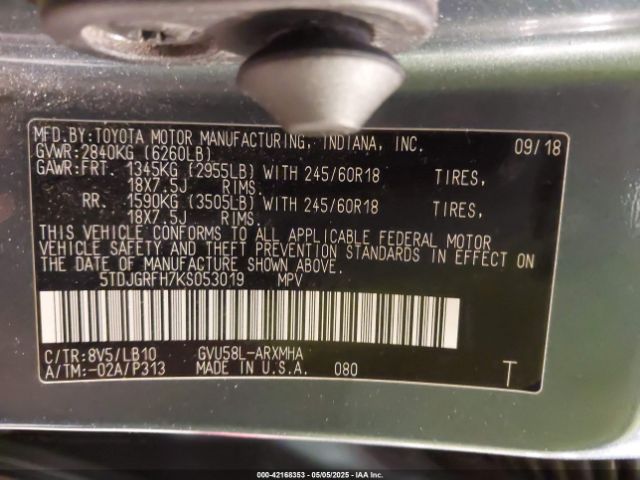 MFD.BY:TOYOTA MOTOR MANUFACTURING, INDIANA, INC. 09/18
GVWR:2840KG (6260LB)
GAWR:FRT. 1345KG (2955LB) WITH 245/60R18 TIRES,
18X7.5J RIMS.
RR. 1590KG (3505LB) WITH 245/60R18 TIRES,
18X7.5J RIMS.
THIS VEHICLE CONFORMS TO ALL APPLICABLE FEDERAL MOTOR
VEHICLE SAFETY AND THEFT PREVENTION STANDARDS IN EFFECT ON
THE DATE OF MANUFACTURE SHOWN ABOVE.
5TDJGRFH7KS053019 MPV
C/TR:8V5/LB10 GVU58L-ARXMHA
A/TM:-02A/P313 MADE IN U.S.A. 080 T
000-42168353 | 05/05/2025 | IAA Inc.